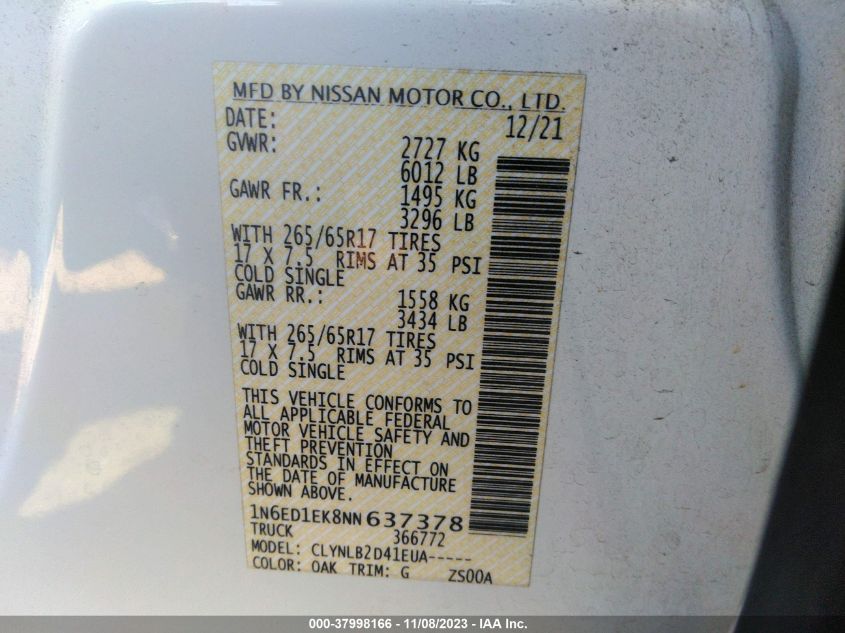 MFD BY NISSAN MOTOR CO., LTD.
DATE: 12/21
GVWR: 2727 KG
6012 LB
GAWR FR.: 1495 KG
3296 LB
WITH 265/65R17 TIRES
17 X 7.5 RIMS AT 35 PSI
COLD SINGLE
GAWR RR.: 1558 KG
3434 LB
WITH 265/65R17 TIRES
17 X 7.5 RIMS AT 35 PSI
COLD SINGLE
THIS VEHICLE CONFORMS TO
ALL APPLICABLE FEDERAL
MOTOR VEHICLE SAFETY AND
THEFT PREVENTION
STANDARDS IN EFFECT ON
THE DATE OF MANUFACTURE
SHOWN ABOVE.
1N6ED1EK8NN637378
TRUCK 366772
MODEL: CLYNLB2D41EUA-----
COLOR: OAK TRIM: G ZS00A
000-37998166 - 11/08/2023 - IAA Inc.